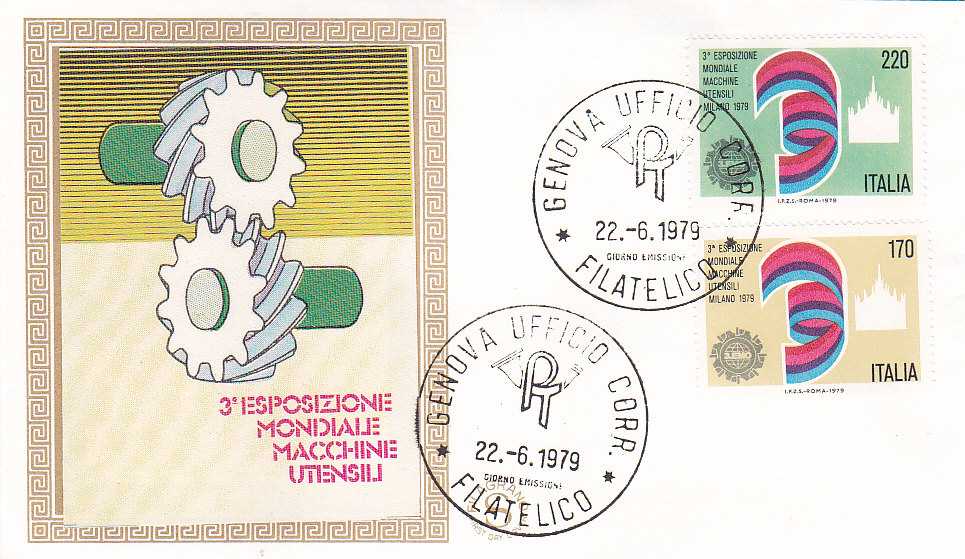 3ª ESPOSIZIONE
MONDIALE
MACCHINE
UTENSILI
3ª ESPOSIZIONE
MONDIALE
MACCHINE
UTENSILI
MILANO 1979
220
ITALIA
I.P.Z.S.-ROMA-1979
3ª ESPOSIZIONE
MONDIALE
MACCHINE
UTENSILI
MILANO 1979
170
ITALIA
I.P.Z.S.-ROMA-1979
GENOVA UFFICIO CORR.
PT
22.-6.1979
GIORNO EMISSIONE
FILATELICO
GENOVA UFFICIO CORR.
PT
22.-6.1979
GIORNO EMISSIONE
FILATELICO